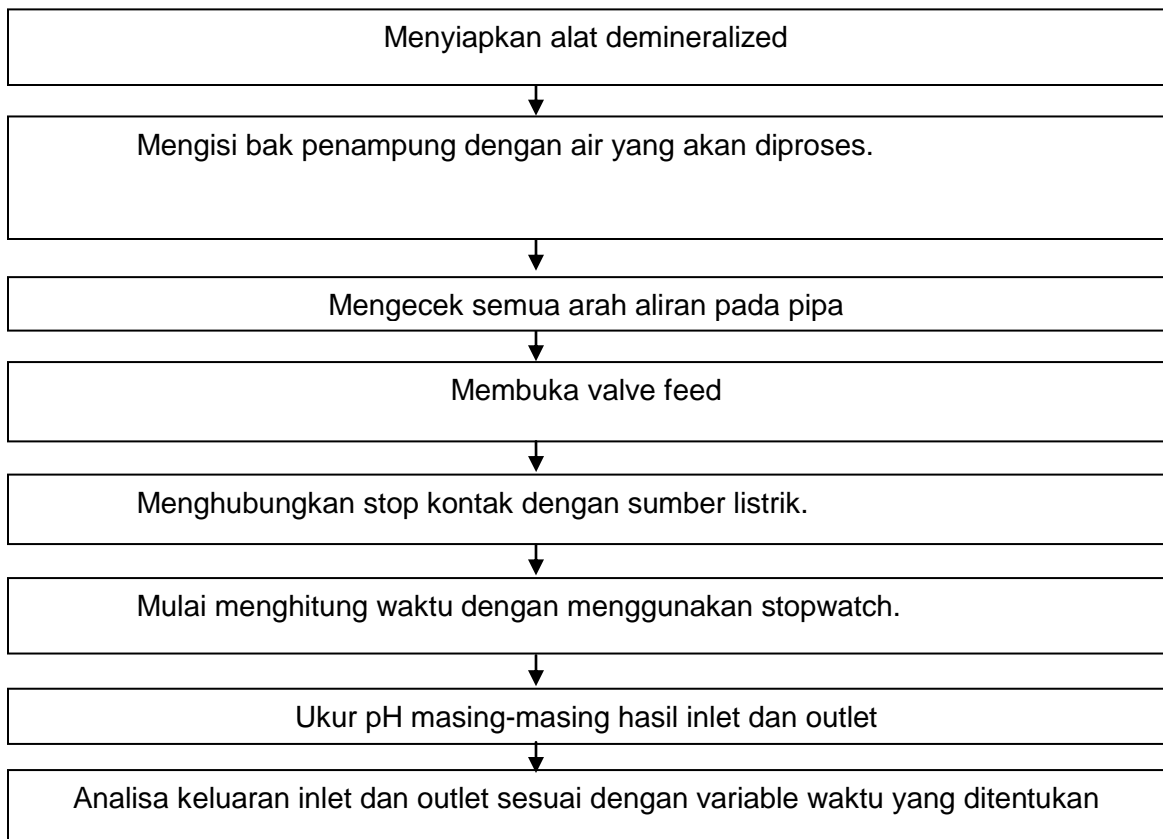 Menyiapkan alat demineralized
Mengisi bak penampung dengan air yang akan diproses.
Mengecek semua arah aliran pada pipa
Membuka valve feed
Menghubungkan stop kontak dengan sumber listrik.
Mulai menghitung waktu dengan menggunakan stopwatch.
Ukur pH masing-masing hasil inlet dan outlet
Analisa keluaran inlet dan outlet sesuai dengan variable waktu yang ditentukan